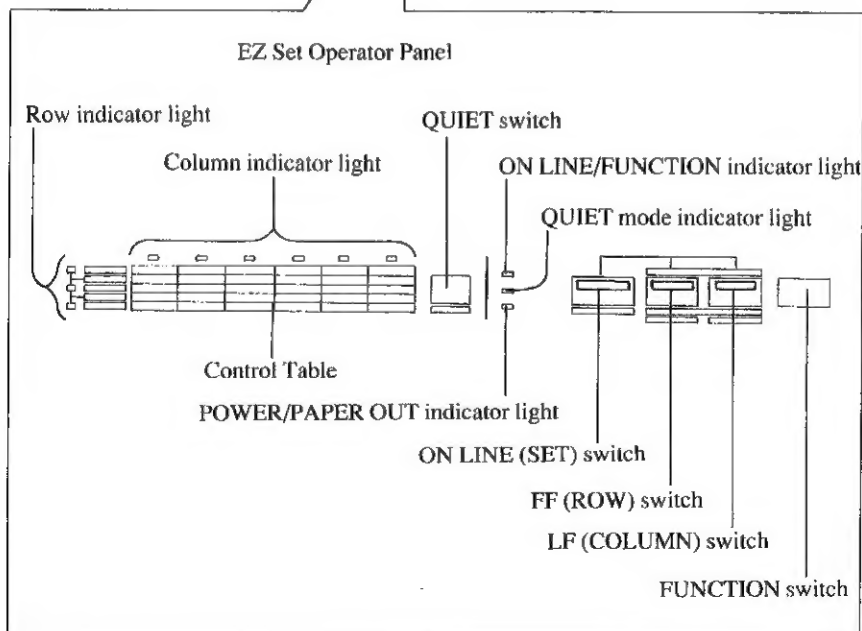 EZ Set Operator Panel
Row indicator light
QUIET switch
Column indicator light
ON LINE/FUNCTION indicator light
QUIET mode indicator light
Control Table
POWER/PAPER OUT indicator light
ON LINE (SET) switch
FF (ROW) switch
LF (COLUMN) switch
FUNCTION switch